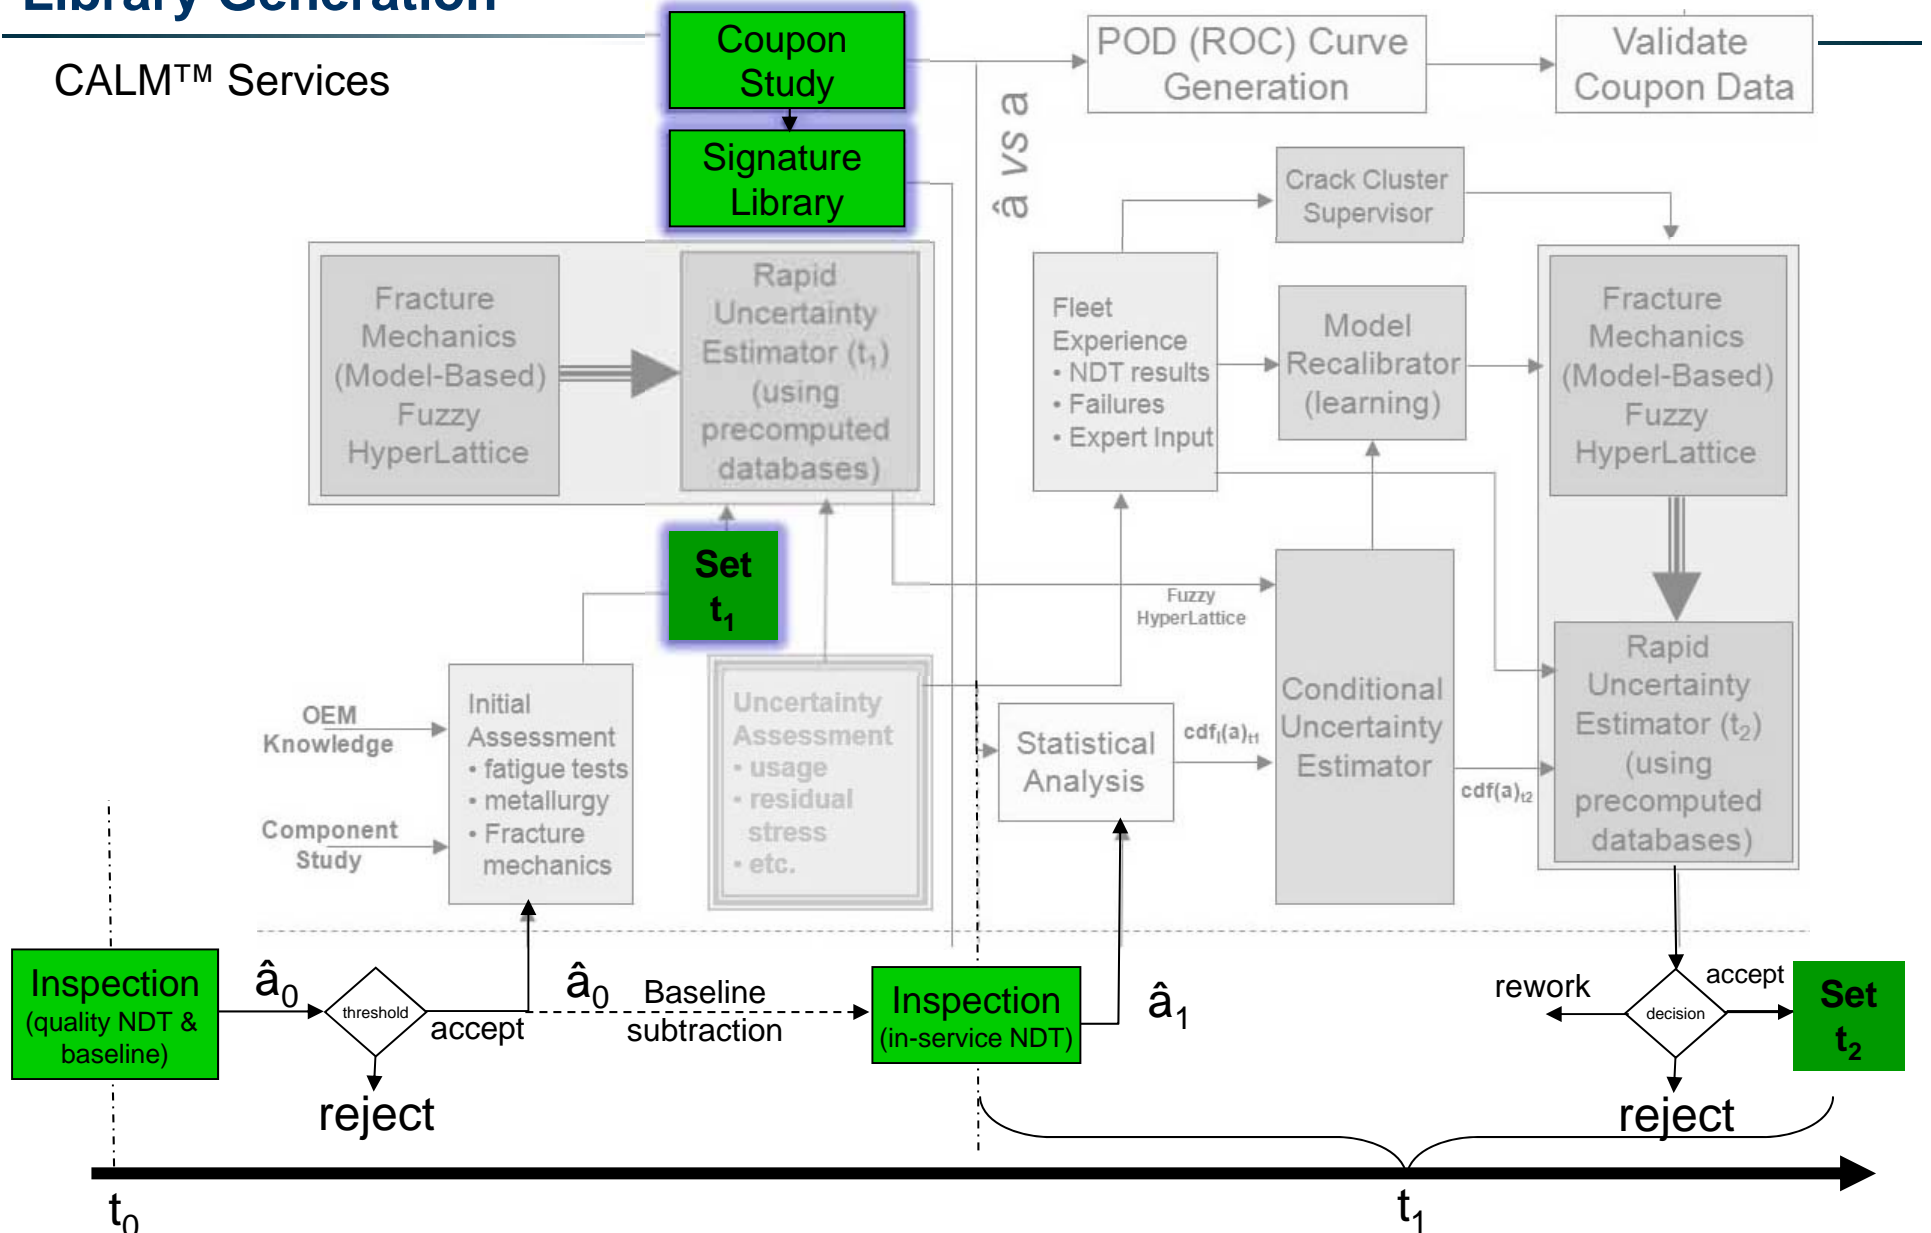 Library Generation
CALM™ Services
Coupon
Study
Signature
Library
POD (ROC) Curve
Generation
Validate
Coupon Data
â vs a
Crack Cluster
Supervisor
Fracture
Mechanics
(Model-Based)
Fuzzy
HyperLattice
Rapid
Uncertainty
Estimator (t₁)
(using
precomputed
databases)
Fleet
Experience
• NDT results
• Failures
• Expert Input
Model
Recalibrator
(learning)
Fracture
Mechanics
(Model-Based)
Fuzzy
HyperLattice
Set
t₁
Fuzzy
HyperLattice
OEM
Knowledge
Component
Study
Initial
Assessment
• fatigue tests
• metallurgy
• Fracture
mechanics
Uncertainty
Assessment
• usage
• residual
stress
• etc.
Statistical
Analysis
cdfᵢ(a)t1
Conditional
Uncertainty
Estimator
cdf(a)t2
Rapid
Uncertainty
Estimator (t₂)
(using
precomputed
databases)
Inspection
(quality NDT &
baseline)
â₀
threshold
accept
reject
â₀
Baseline
subtraction
Inspection
(in-service NDT)
â₁
rework
decision
accept
reject
Set
t₂
t₀
t₁